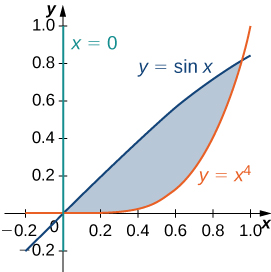 y
1.0
x = 0
0.8
y = sin x
0.6
0.4
0.2
y = x⁴
−0.2 0 0.2 0.4 0.6 0.8 1.0 x
−0.2